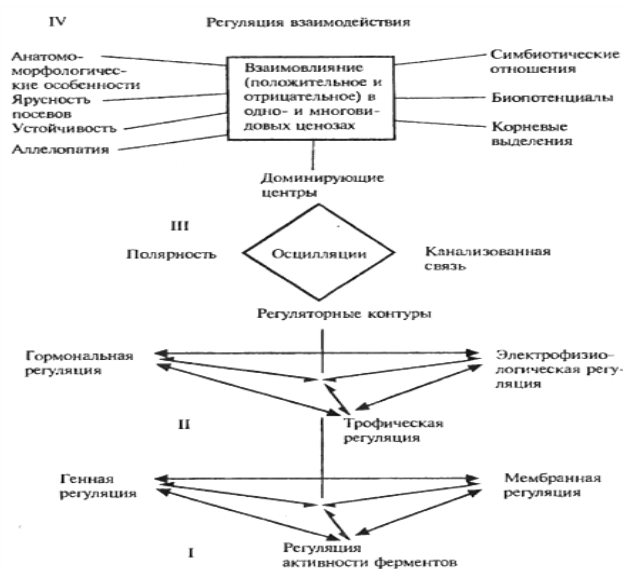 IV Регуляция взаимодействия
Анатомо-
морфологичес-
кие особенности
Ярусность
посевов
Устойчивость
Аллелопатия
Взаимовлияние
(положительное и
отрицательное) в
одно- и многови-
довых ценозах
Симбиотические
отношения
Биопотенциалы
Корневые
выделения
Доминирующие
центры
III
Полярность
Осцилляции
Канализованная
связь
Регуляторные контуры
Гормональная
регуляция
Электрофизио-
логическая регу-
ляция
II
Трофическая
регуляция
Генная
регуляция
Мембранная
регуляция
I
Регуляция
активности ферментов